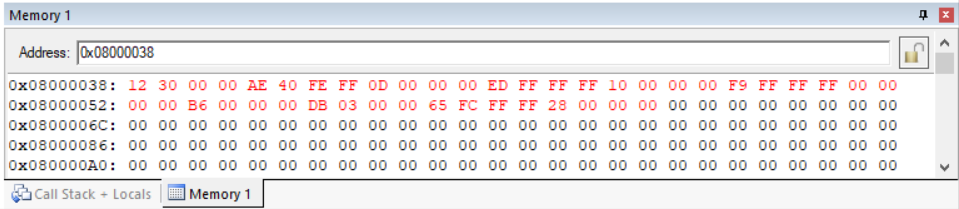 Memory 1
Address: 0x08000038
0x08000038: 12 30 00 00 AE 40 FE FF 0D 00 00 00 ED FF FF FF 10 00 00 00 F9 FF FF FF 00 00
0x08000052: 00 00 B6 00 00 00 DB 03 00 00 65 FC FF FF 28 00 00 00 00 00 00 00 00 00 00 00
0x0800006C: 00 00 00 00 00 00 00 00 00 00 00 00 00 00 00 00 00 00 00 00 00 00 00 00 00 00
0x08000086: 00 00 00 00 00 00 00 00 00 00 00 00 00 00 00 00 00 00 00 00 00 00 00 00 00 00
0x080000A0: 00 00 00 00 00 00 00 00 00 00 00 00 00 00 00 00 00 00 00 00 00 00 00 00 00 00
Call Stack + Locals Memory 1